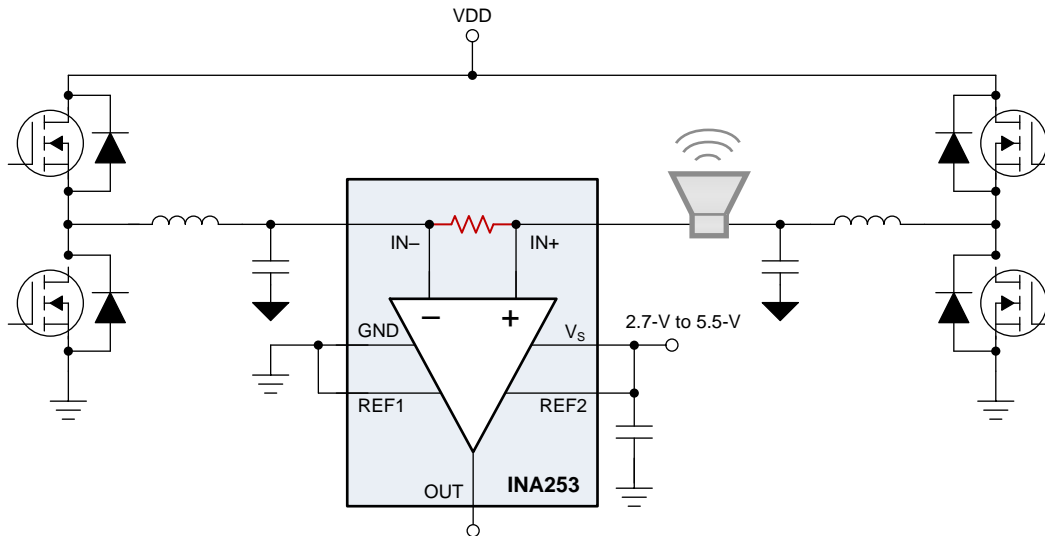 VDD
IN–
IN+
GND
VS
2.7-V to 5.5-V
REF1
REF2
OUT
INA253